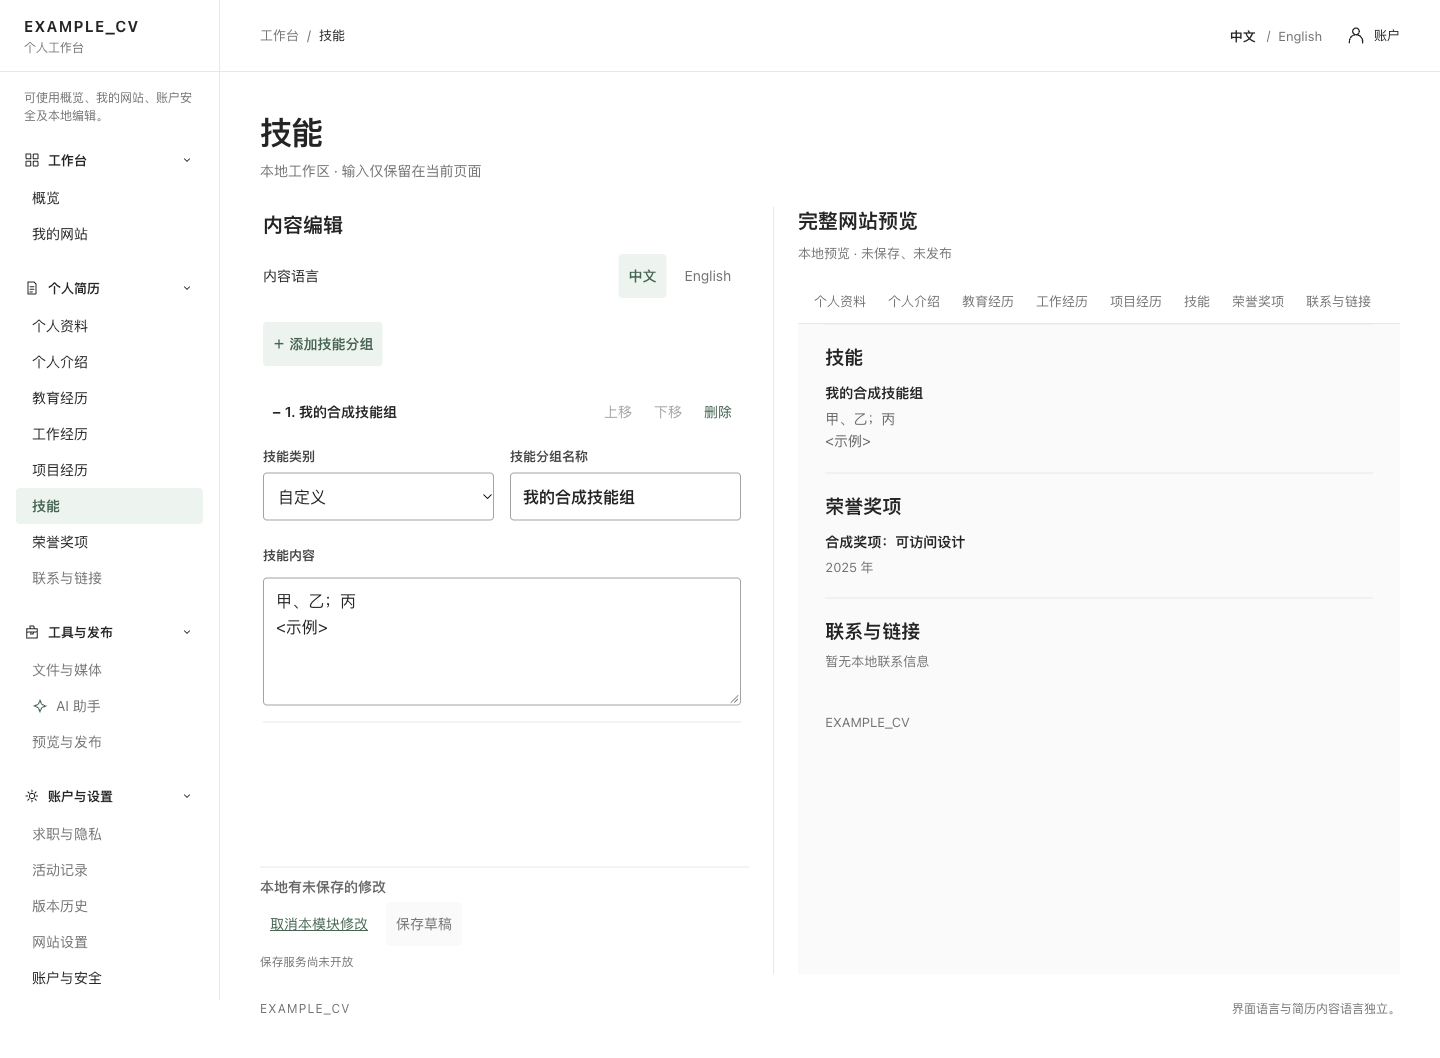 EXAMPLE_CV
个人工作台
可使用概览、我的网站、账户安
全及本地编辑。
工作台
概览
我的网站
个人简历
个人资料
个人介绍
教育经历
工作经历
项目经历
技能
荣誉奖项
联系与链接
工具与发布
文件与媒体
AI 助手
预览与发布
账户与设置
求职与隐私
活动记录
版本历史
网站设置
账户与安全
工作台 / 技能
中文 / English 账户
技能
本地工作区 · 输入仅保留在当前页面
内容编辑
内容语言 中文 English
+ 添加技能分组
− 1. 我的合成技能组 上移 下移 删除
技能类别 技能分组名称
自定义 我的合成技能组
技能内容
甲、乙；丙
<示例>
本地有未保存的修改
取消本模块修改 保存草稿
保存服务尚未开放
完整网站预览
本地预览 · 未保存、未发布
个人资料 个人介绍 教育经历 工作经历 项目经历 技能 荣誉奖项 联系与链接
技能
我的合成技能组
甲、乙；丙
<示例>
荣誉奖项
合成奖项：可访问设计
2025 年
联系与链接
暂无本地联系信息
EXAMPLE_CV
EXAMPLE_CV 界面语言与简历内容语言独立。